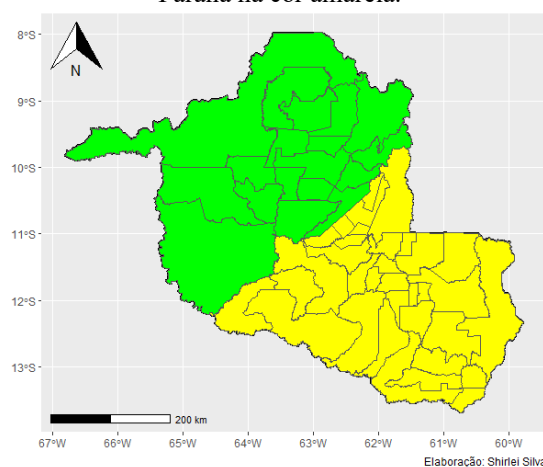 Paraná na cor amarela.
N
8°S
9°S
10°S
11°S
12°S
13°S
200 km
67°W 66°W 65°W 64°W 63°W 62°W 61°W 60°W
Elaboração: Shirlei Silva